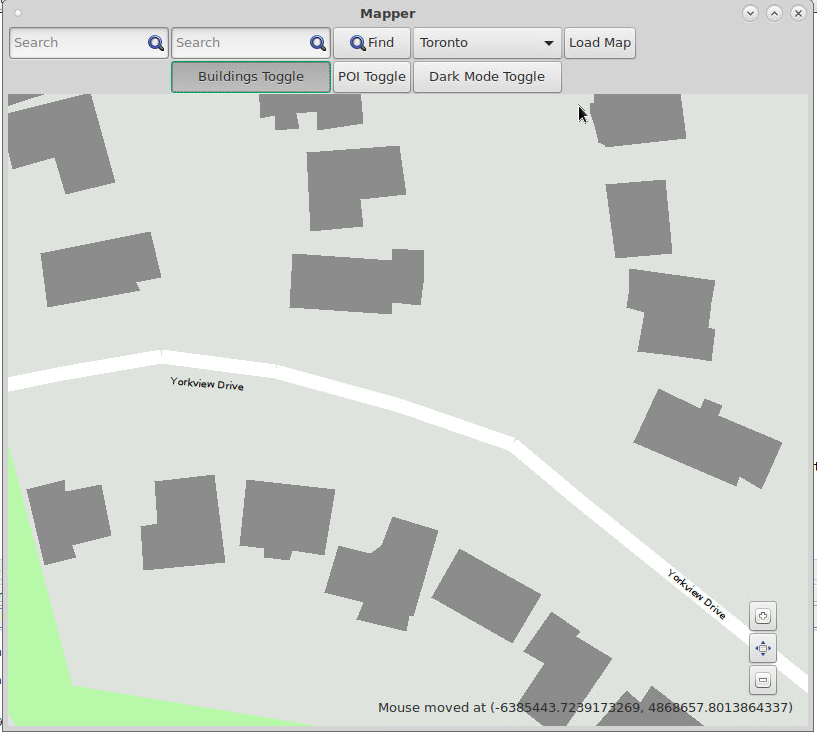 Mapper
Search Search Find Toronto Load Map
Buildings Toggle POI Toggle Dark Mode Toggle
Yorkview Drive
Yorkview Drive
Mouse moved at (-6385443.7239173269, 4868657.8013864337)